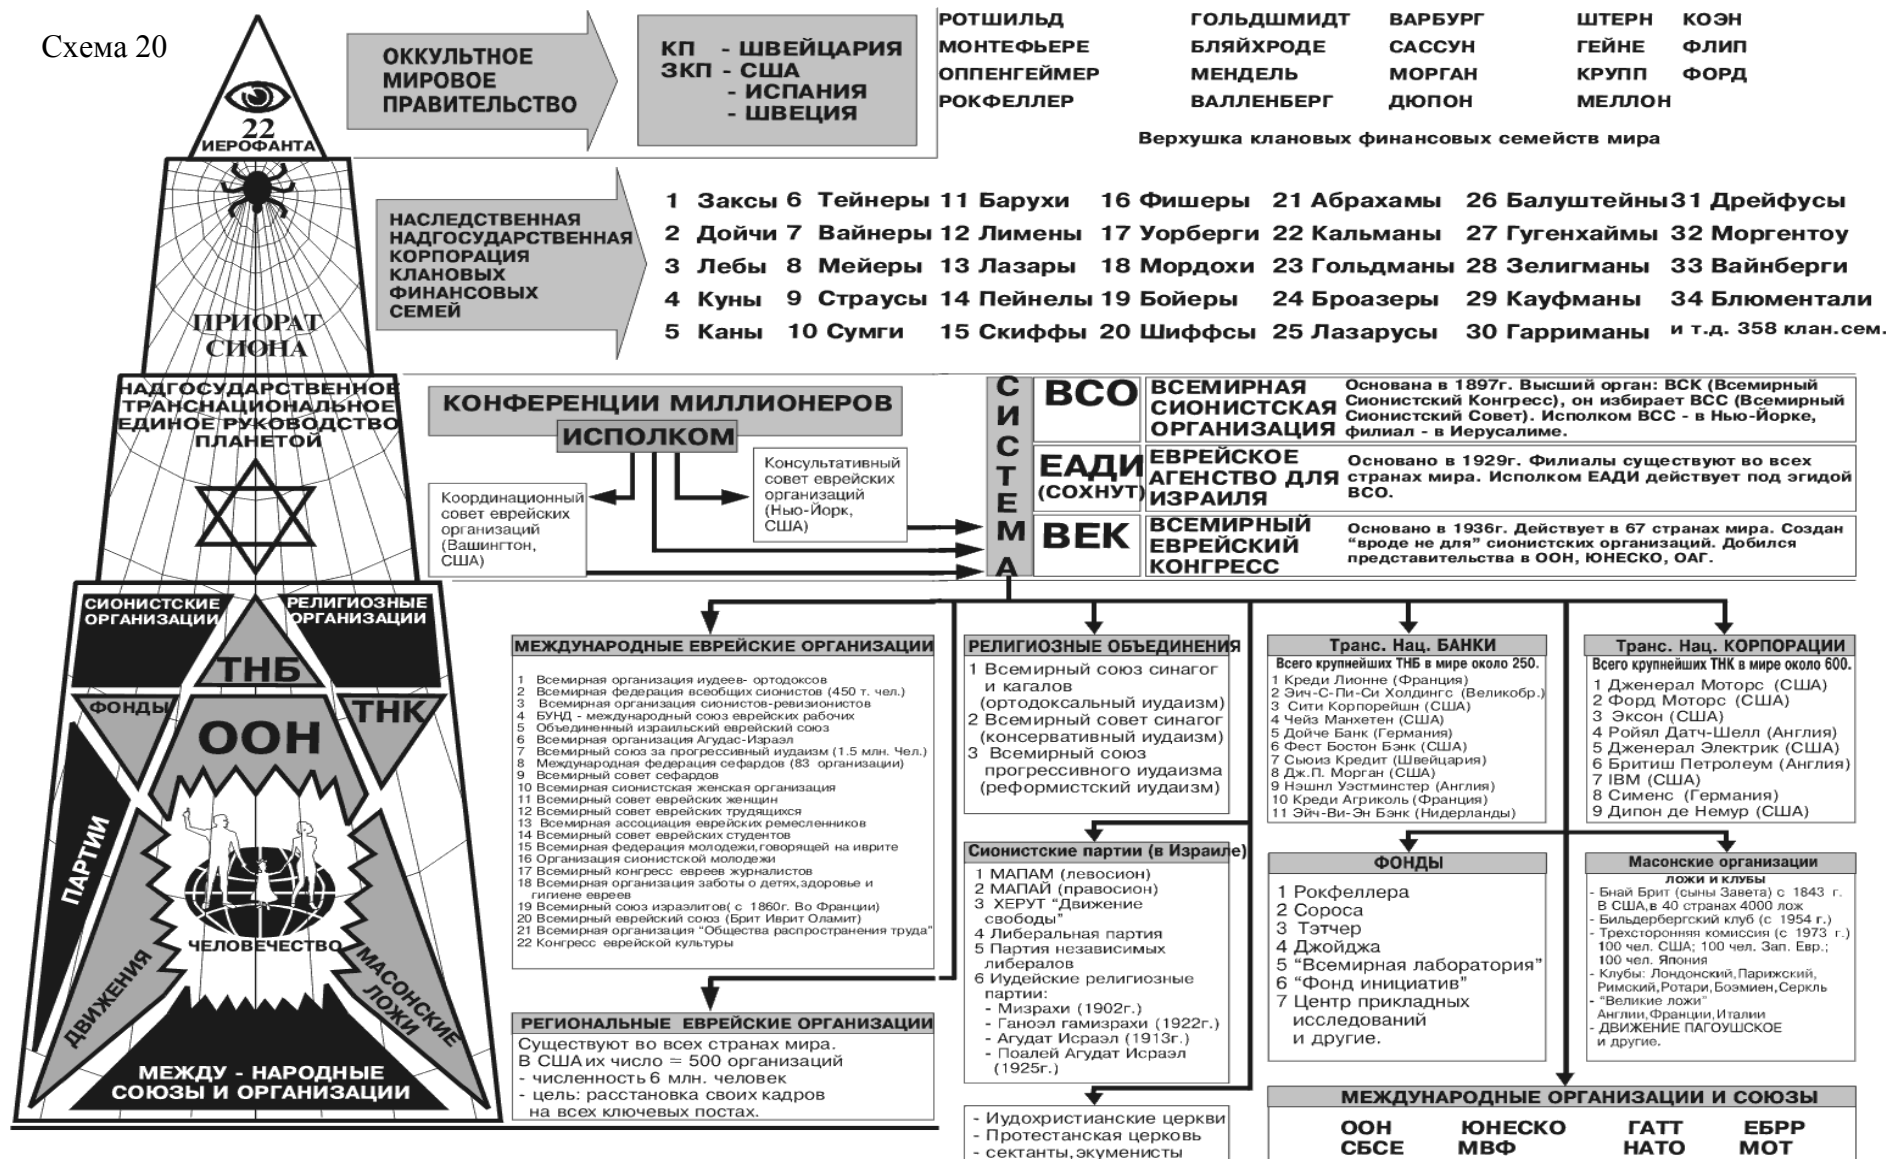 Схема 20
22
ИЕРОФАНТА
ПРИОРАТ
СИОНА
НАДГОСУДАРСТВЕННОЕ
ТРАНСНАЦИОНАЛЬНОЕ
ЕДИНОЕ РУКОВОДСТВО
ПЛАНЕТОЙ
СИОНИСТСКИЕ
ОРГАНИЗАЦИИ
РЕЛИГИОЗНЫЕ
ОРГАНИЗАЦИИ
ТНБ
ФОНДЫ
ТНК
ООН
ПАРТИИ
ЧЕЛОВЕЧЕСТВО
ДВИЖЕНИЯ
МАСОНСКИЕ
ЛОЖИ
МЕЖДУ - НАРОДНЫЕ
СОЮЗЫ И ОРГАНИЗАЦИИ
ОККУЛЬТНОЕ
МИРОВОЕ
ПРАВИТЕЛЬСТВО
КП - ШВЕЙЦАРИЯ
ЗКП - США
- ИСПАНИЯ
- ШВЕЦИЯ
РОТШИЛЬД ГОЛЬДШМИДТ ВАРБУРГ ШТЕРН КОЭН
МОНТЕФЬЕРЕ БЛЯЙХРОДЕ САССУН ГЕЙНЕ ФЛИП
ОППЕНГЕЙМЕР МЕНДЕЛЬ МОРГАН КРУПП ФОРД
РОКФЕЛЛЕР ВАЛЛЕНБЕРГ ДЮПОН МЕЛЛОН
Верхушка клановых финансовых семейств мира
НАСЛЕДСТВЕННАЯ
НАДГОСУДАРСТВЕННАЯ
КОРПОРАЦИЯ
КЛАНОВЫХ
ФИНАНСОВЫХ
СЕМЕЙ
1 Заксы 6 Тейнеры 11 Барухи 16 Фишеры 21 Абрахамы 26 Балуштейны 31 Дрейфусы
2 Дойчи 7 Вайнеры 12 Лимены 17 Уорберги 22 Кальманы 27 Гугенхаймы 32 Моргентоу
3 Лебы 8 Мейеры 13 Лазары 18 Мордохи 23 Гольдманы 28 Зелигманы 33 Вайнберги
4 Куны 9 Страусы 14 Пейнелы 19 Бойеры 24 Броазеры 29 Кауфманы 34 Блюментали
5 Каны 10 Сумги 15 Скиффы 20 Шиффсы 25 Лазарусы 30 Гарриманы и т.д. 358 клан.сем.
КОНФЕРЕНЦИИ МИЛЛИОНЕРОВ
ИСПОЛКОМ
Координационный
совет еврейских
организаций
(Вашингтон,
США)
Консультативный
совет еврейских
организаций
(Нью-Йорк,
США)
СИСТЕМА
ВСО
ВСЕМИРНАЯ
СИОНИСТСКАЯ
ОРГАНИЗАЦИЯ
Основана в 1897г. Высший орган: ВСК (Всемирный
Сионистский Конгресс), он избирает ВСС (Всемирный
Сионистский Совет). Исполком ВСС - в Нью-Йорке,
филиал - в Иерусалиме.
ЕАДИ
(СОХНУТ)
ЕВРЕЙСКОЕ
АГЕНСТВО ДЛЯ
ИЗРАИЛЯ
Основано в 1929г. Филиалы существуют во всех
странах мира. Исполком ЕАДИ действует под эгидой
ВСО.
ВЕК
ВСЕМИРНЫЙ
ЕВРЕЙСКИЙ
КОНГРЕСС
Основано в 1936г. Действует в 67 странах мира. Создан
“вроде не для” сионистских организаций. Добился
представительства в ООН, ЮНЕСКО, ОАГ.
МЕЖДУНАРОДНЫЕ ЕВРЕЙСКИЕ ОРГАНИЗАЦИИ
1 Всемирная организация иудеев- ортодоксов
2 Всемирная федерация всеобщих сионистов (450 т. чел.)
3 Всемирная организация сионистов-ревизионистов
4 БУНД - международный союз еврейских рабочих
5 Объединенный израильский еврейский союз
6 Всемирная организация Агудас-Израэл
7 Всемирный союз за прогрессивный иудаизм (1.5 млн. Чел.)
8 Международная федерация сефардов (83 организации)
9 Всемирный совет сефардов
10 Всемирная сионистская женская организация
11 Всемирный совет еврейских женщин
12 Всемирный совет еврейских трудящихся
13 Всемирная ассоциация еврейских ремесленников
14 Всемирный совет еврейских студентов
15 Всемирная федерация молодежи,говорящей на иврите
16 Организация сионистской молодежи
17 Всемирный конгресс евреев журналистов
18 Всемирная организация заботы о детях,здоровье и
гигиене евреев
19 Всемирный союз израэлитов( с 1860г. Во Франции)
20 Всемирный еврейский союз (Брит Иврит Оламит)
21 Всемирная организация “Общества распространения труда”
22 Конгресс еврейской культуры
РЕГИОНАЛЬНЫЕ ЕВРЕЙСКИЕ ОРГАНИЗАЦИИ
Существуют во всех странах мира.
В США их число = 500 организаций
- численность 6 млн. человек
- цель: расстановка своих кадров
на всех ключевых постах.
РЕЛИГИОЗНЫЕ ОБЪЕДИНЕНИЯ
1 Всемирный союз синагог
и кагалов
(ортодоксальный иудаизм)
2 Всемирный совет синагог
(консервативный иудаизм)
3 Всемирный союз
прогрессивного иудаизма
(реформистский иудаизм)
Сионистские партии (в Израиле)
1 МАПАМ (левосион)
2 МАПАЙ (правосион)
3 ХЕРУТ “Движение
свободы”
4 Либеральная партия
5 Партия независимых
либералов
6 Иудейские религиозные
партии:
- Мизрахи (1902г.)
- Ганоэл гамизрахи (1922г.)
- Агудат Исраэл (1913г.)
- Поалей Агудат Исраэл
(1925г.)
- Иудохристианские церкви
- Протестанская церковь
- сектанты,экуменисты
Транс. Нац. БАНКИ
Всего крупнейших ТНБ в мире около 250.
1 Креди Лионне (Франция)
2 Эич-С-Пи-Си Холдингс (Великобр.)
3 Сити Корпорейшн (США)
4 Чейз Манхетен (США)
5 Дойче Банк (Германия)
6 Фест Бостон Бэнк (США)
7 Сьюиз Кредит (Швейцария)
8 Дж.П. Морган (США)
9 Нэшнл Уэстминстер (Англия)
10 Креди Агриколь (Франция)
11 Эйч-Ви-Эн Бэнк (Нидерланды)
Транс. Нац. КОРПОРАЦИИ
Всего крупнейших ТНК в мире около 600.
1 Дженерал Моторс (США)
2 Форд Моторс (США)
3 Эксон (США)
4 Ройял Датч-Шелл (Англия)
5 Дженерал Электрик (США)
6 Бритиш Петролеум (Англия)
7 IBM (США)
8 Сименс (Германия)
9 Дипон де Немур (США)
ФОНДЫ
1 Рокфеллера
2 Сороса
3 Тэтчер
4 Джойджа
5 “Всемирная лаборатория”
6 “Фонд инициатив”
7 Центр прикладных
исследований
и другие.
Масонские организации
ЛОЖИ И КЛУБЫ
- Бнай Брит (сыны Завета) с 1843 г.
В США,в 40 странах 4000 лож
- Бильдербергский клуб (с 1954 г.)
- Трехсторонняя комиссия (с 1973 г.)
100 чел. США; 100 чел. Зап. Евр.;
100 чел. Япония
- Клубы: Лондонский,Парижский,
Римский,Ротари,Боэмиен,Серкль
- “Великие ложи”
Англии,Франции,Италии
- ДВИЖЕНИЕ ПАГОУШСКОЕ
и другие.
МЕЖДУНАРОДНЫЕ ОРГАНИЗАЦИИ И СОЮЗЫ
ООН ЮНЕСКО ГАТТ ЕБРР
СБСЕ МВФ НАТО МОТ